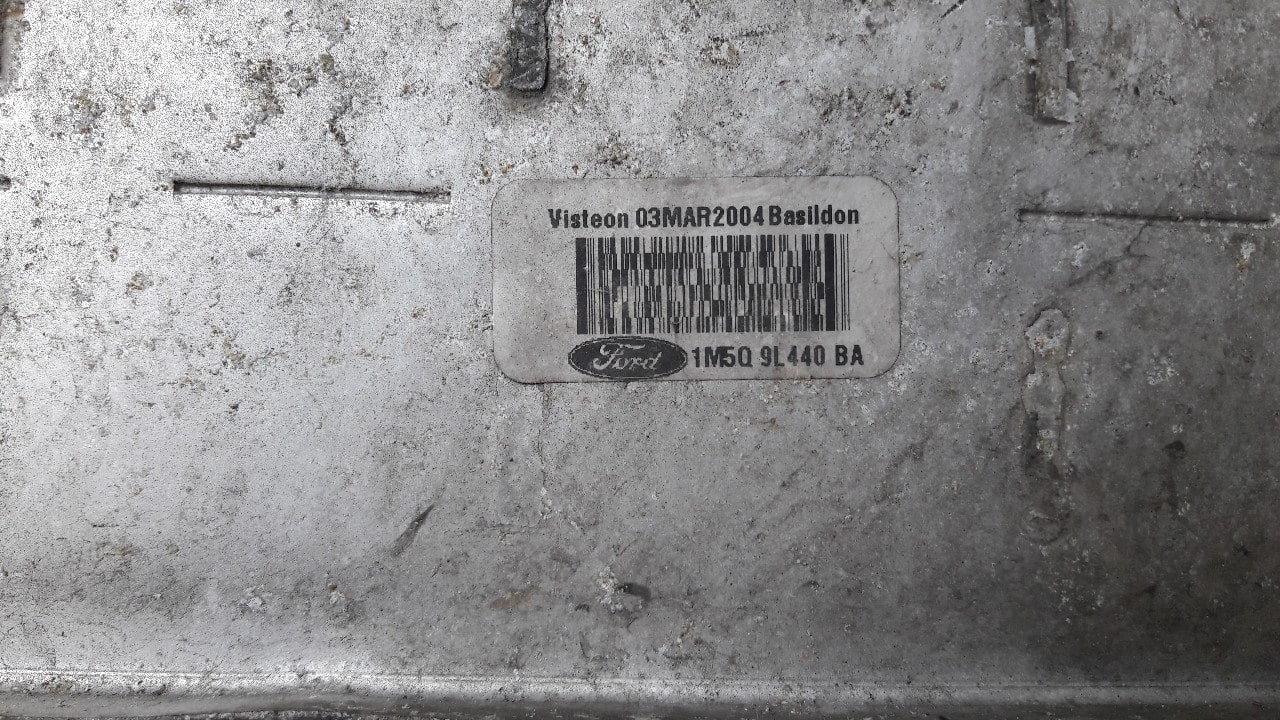 Visteon 03MAR2004 Basildon
Ford 1M5Q 9L440 BA